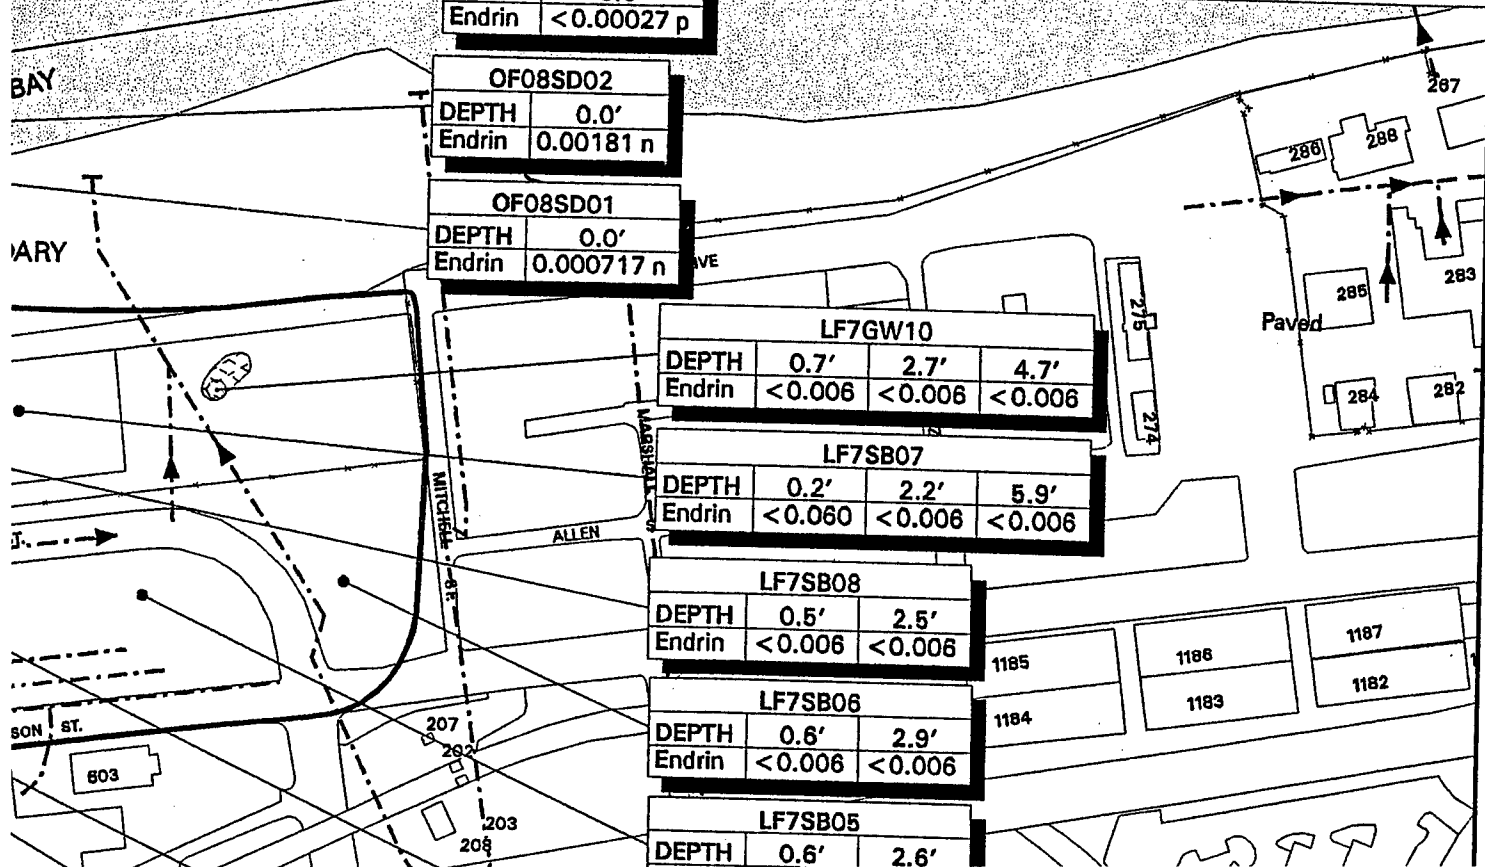 Endrin <0.00027 p
BAY
OF08SD02
DEPTH 0.0′
Endrin 0.00181 n
OF08SD01
DEPTH 0.0′
Endrin 0.000717 n
LF7GW10
DEPTH 0.7′ 2.7′ 4.7′
Endrin <0.006 <0.006 <0.006
LF7SB07
DEPTH 0.2′ 2.2′ 5.9′
Endrin <0.060 <0.006 <0.006
LF7SB08
DEPTH 0.5′ 2.5′
Endrin <0.006 <0.006
LF7SB06
DEPTH 0.6′ 2.9′
Endrin <0.006 <0.006
LF7SB05
DEPTH 0.6′ 2.6′
267
286
288
285
283
Paved
284
282
275
274
MARSHALL
MITCHELL ST.
ALLEN
SON ST.
603
207
202
203
208
1185
1184
1186
1183
1187
1182